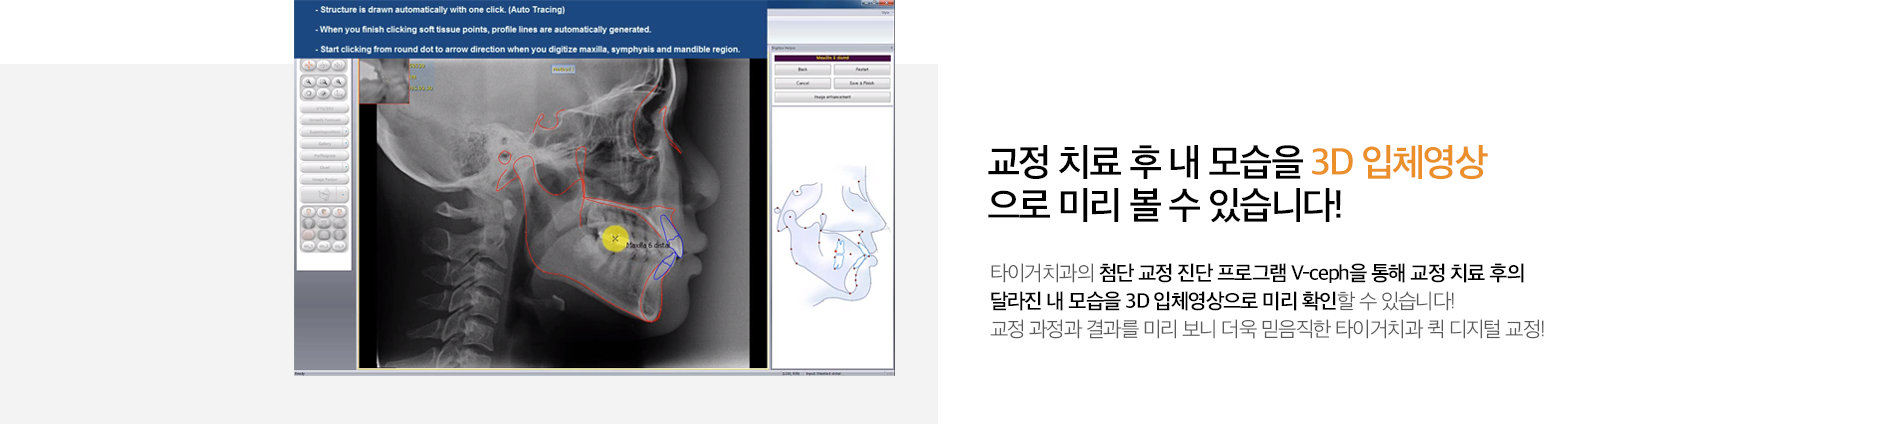 - Structure is drawn automatically with one click. (Auto Tracing)
- When you finish clicking soft tissue points, profile lines are automatically generated.
- Start clicking from round dot to arrow direction when you digitize maxilla, symphysis and mandible region.
Maxilla 6 distal
Back
Restart
Cancel
Save & Finish
Image enhancement
Maxilla 6 distal
Ready
교정 치료 후 내 모습을 3D 입체영상
으로 미리 볼 수 있습니다!
타이거치과의 첨단 교정 진단 프로그램 V-ceph을 통해 교정 치료 후의
달라진 내 모습을 3D 입체영상으로 미리 확인할 수 있습니다!
교정 과정과 결과를 미리 보니 더욱 믿음직한 타이거치과 퀵 디지털 교정!